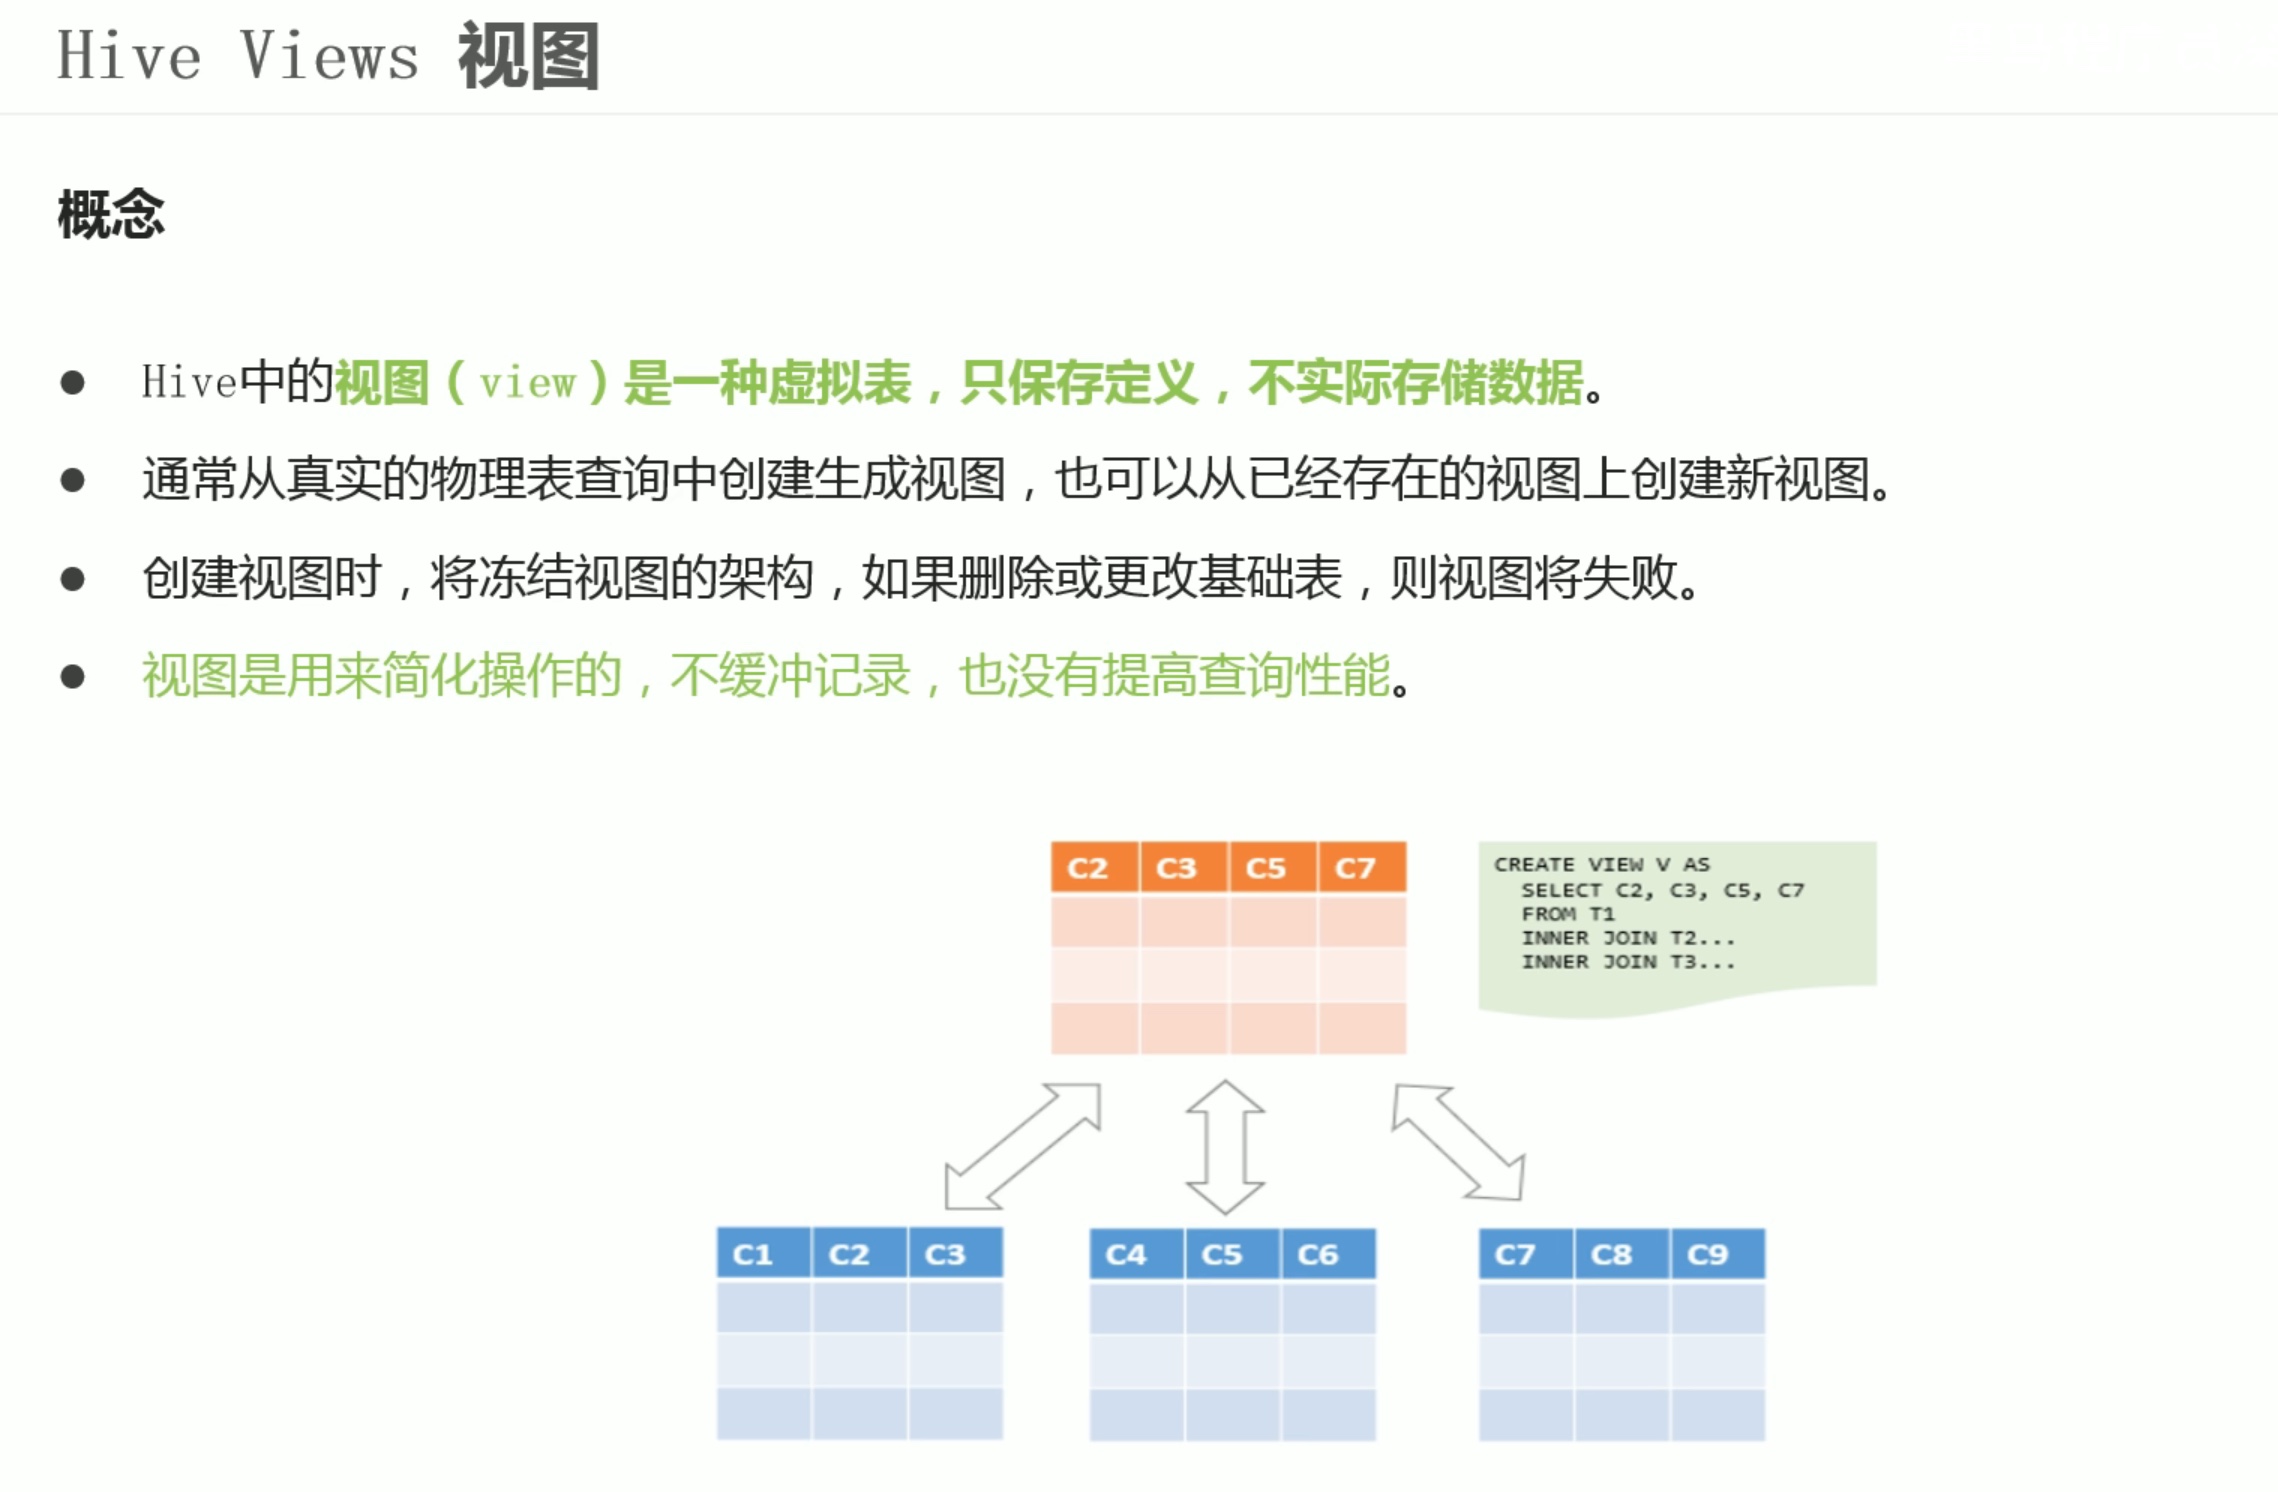 Hive Views 视图
概念
● Hive中的视图（view）是一种虚拟表，只保存定义，不实际存储数据。
● 通常从真实的物理表查询中创建生成视图，也可以从已经存在的视图上创建新视图。
● 创建视图时，将冻结视图的架构，如果删除或更改基础表，则视图将失败。
● 视图是用来简化操作的，不缓冲记录，也没有提高查询性能。
C2 C3 C5 C7
CREATE VIEW V AS
SELECT C2, C3, C5, C7
FROM T1
INNER JOIN T2...
INNER JOIN T3...
C1 C2 C3
C4 C5 C6
C7 C8 C9